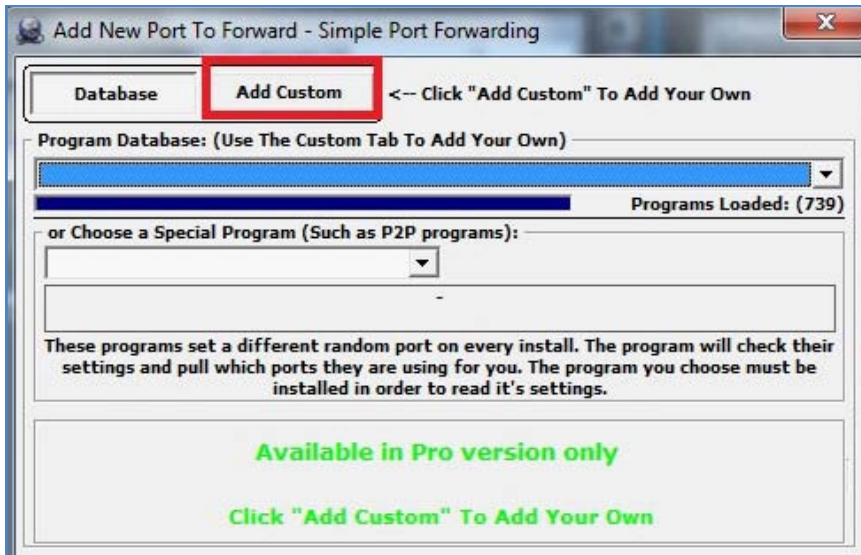 Add New Port To Forward - Simple Port Forwarding
Database Add Custom <-- Click "Add Custom" To Add Your Own
Program Database: (Use The Custom Tab To Add Your Own)
Programs Loaded: (739)
or Choose a Special Program (Such as P2P programs):
-
These programs set a different random port on every install. The program will check their
settings and pull which ports they are using for you. The program you choose must be
installed in order to read it's settings.
Available in Pro version only
Click "Add Custom" To Add Your Own